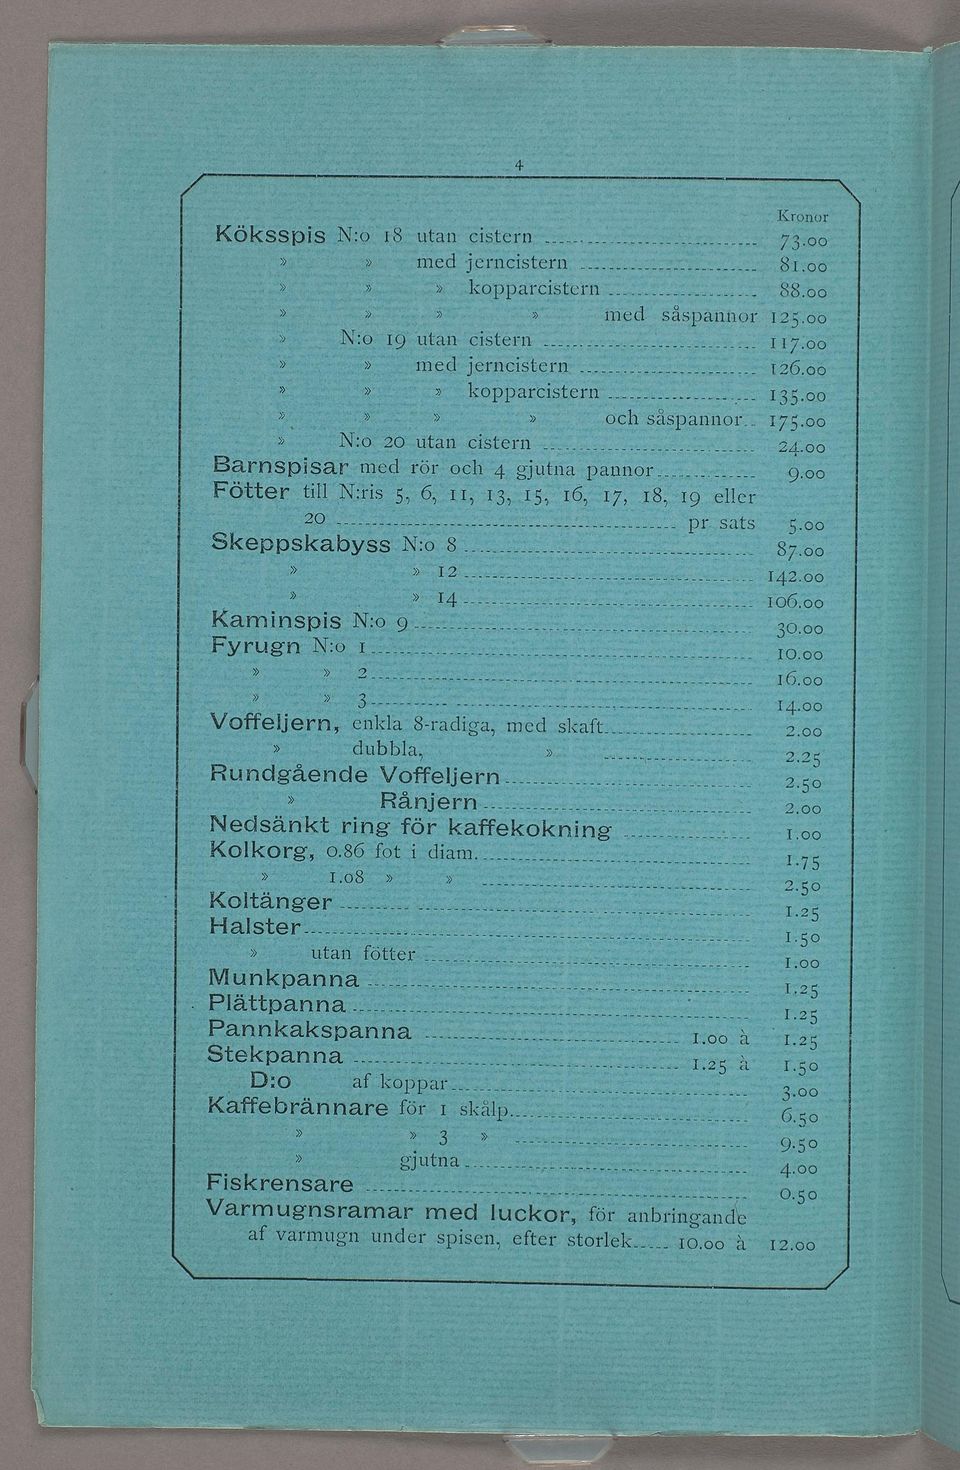 4
Kronor
Köksspis N:o 18 utan cistern 73.00
» » med jerncistern 81.00
» » » kopparcistern 88.00
» » » » med såspannor 125.00
» N:o 19 utan cistern 117.00
» » med jerncistern 126.00
» » » kopparcistern 135.00
» » » » och såspannor 175.00
» N:o 20 utan cistern 24.00
Barnspisar med rör och 4 gjutna pannor 9.00
Fötter till N:ris 5, 6, 11, 13, 15, 16, 17, 18, 19 eller
20 pr sats 5.00
Skeppskabyss N:o 8 87.00
» » 12 142.00
» » 14 106.00
Kaminspis N:o 9 30.00
Fyrugn N:o 1 10.00
» » 2 16.00
» » 3 14.00
Voffeljern, enkla 8-radiga, med skaft 2.00
» dubbla, » 2.25
Rundgående Voffeljern 2.50
» Rånjern 2.00
Nedsänkt ring för kaffekokning 1.00
Kolkorg, 0.86 fot i diam. 1.75
» 1.08 » » 2.50
Koltänger 1.25
Halster 1.50
» utan fötter 1.00
Munkpanna 1.25
Plättpanna 1.25
Pannkakspanna 1.00 à 1.25
Stekpanna 1.25 à 1.50
D:o af koppar 3.00
Kaffebrännare för 1 skålp. 6.50
» » 3 » 9.50
» gjutna 4.00
Fiskrensare 0.50
Varmugnsramar med luckor, för anbringande
af varmugn under spisen, efter storlek 10.00 à 12.00